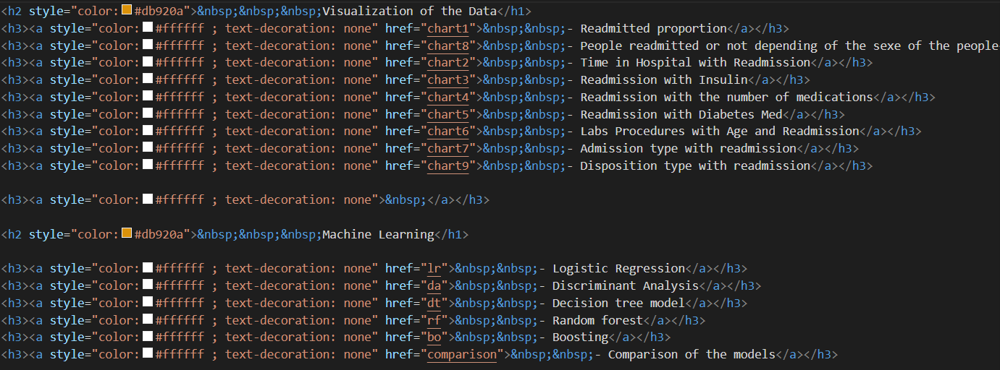 <h2 style="color:#db920a">&nbsp;&nbsp;&nbsp;Visualization of the Data</h1>
<h3><a style="color:#ffffff ; text-decoration: none" href="chart1">&nbsp;&nbsp;- Readmitted proportion</a></h3>
<h3><a style="color:#ffffff ; text-decoration: none" href="chart8">&nbsp;&nbsp;- People readmitted or not depending of the sexe of the people
<h3><a style="color:#ffffff ; text-decoration: none" href="chart2">&nbsp;&nbsp;- Time in Hospital with Readmission</a></h3>
<h3><a style="color:#ffffff ; text-decoration: none" href="chart3">&nbsp;&nbsp;- Readmission with Insulin</a></h3>
<h3><a style="color:#ffffff ; text-decoration: none" href="chart4">&nbsp;&nbsp;- Readmission with the number of medications</a></h3>
<h3><a style="color:#ffffff ; text-decoration: none" href="chart5">&nbsp;&nbsp;- Readmission with Diabetes Med</a></h3>
<h3><a style="color:#ffffff ; text-decoration: none" href="chart6">&nbsp;&nbsp;- Labs Procedures with Age and Readmission</a></h3>
<h3><a style="color:#ffffff ; text-decoration: none" href="chart7">&nbsp;&nbsp;- Admission type with readmission</a></h3>
<h3><a style="color:#ffffff ; text-decoration: none" href="chart9">&nbsp;&nbsp;- Disposition type with readmission</a></h3>
<h3><a style="color:#ffffff ; text-decoration: none">&nbsp;</a></h3>
<h2 style="color:#db920a">&nbsp;&nbsp;&nbsp;Machine Learning</h1>
<h3><a style="color:#ffffff ; text-decoration: none" href="lr">&nbsp;&nbsp;- Logistic Regression</a></h3>
<h3><a style="color:#ffffff ; text-decoration: none" href="da">&nbsp;&nbsp;- Discriminant Analysis</a></h3>
<h3><a style="color:#ffffff ; text-decoration: none" href="dt">&nbsp;&nbsp;- Decision tree model</a></h3>
<h3><a style="color:#ffffff ; text-decoration: none" href="rf">&nbsp;&nbsp;- Random forest</a></h3>
<h3><a style="color:#ffffff ; text-decoration: none" href="bo">&nbsp;&nbsp;- Boosting</a></h3>
<h3><a style="color:#ffffff ; text-decoration: none" href="comparison">&nbsp;&nbsp;- Comparison of the models</a></h3>